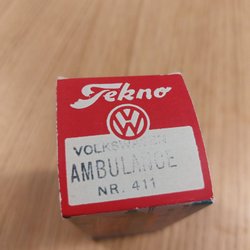 Tekno
VW
VOLKSWAGEN
AMBULANCE
NR. 411